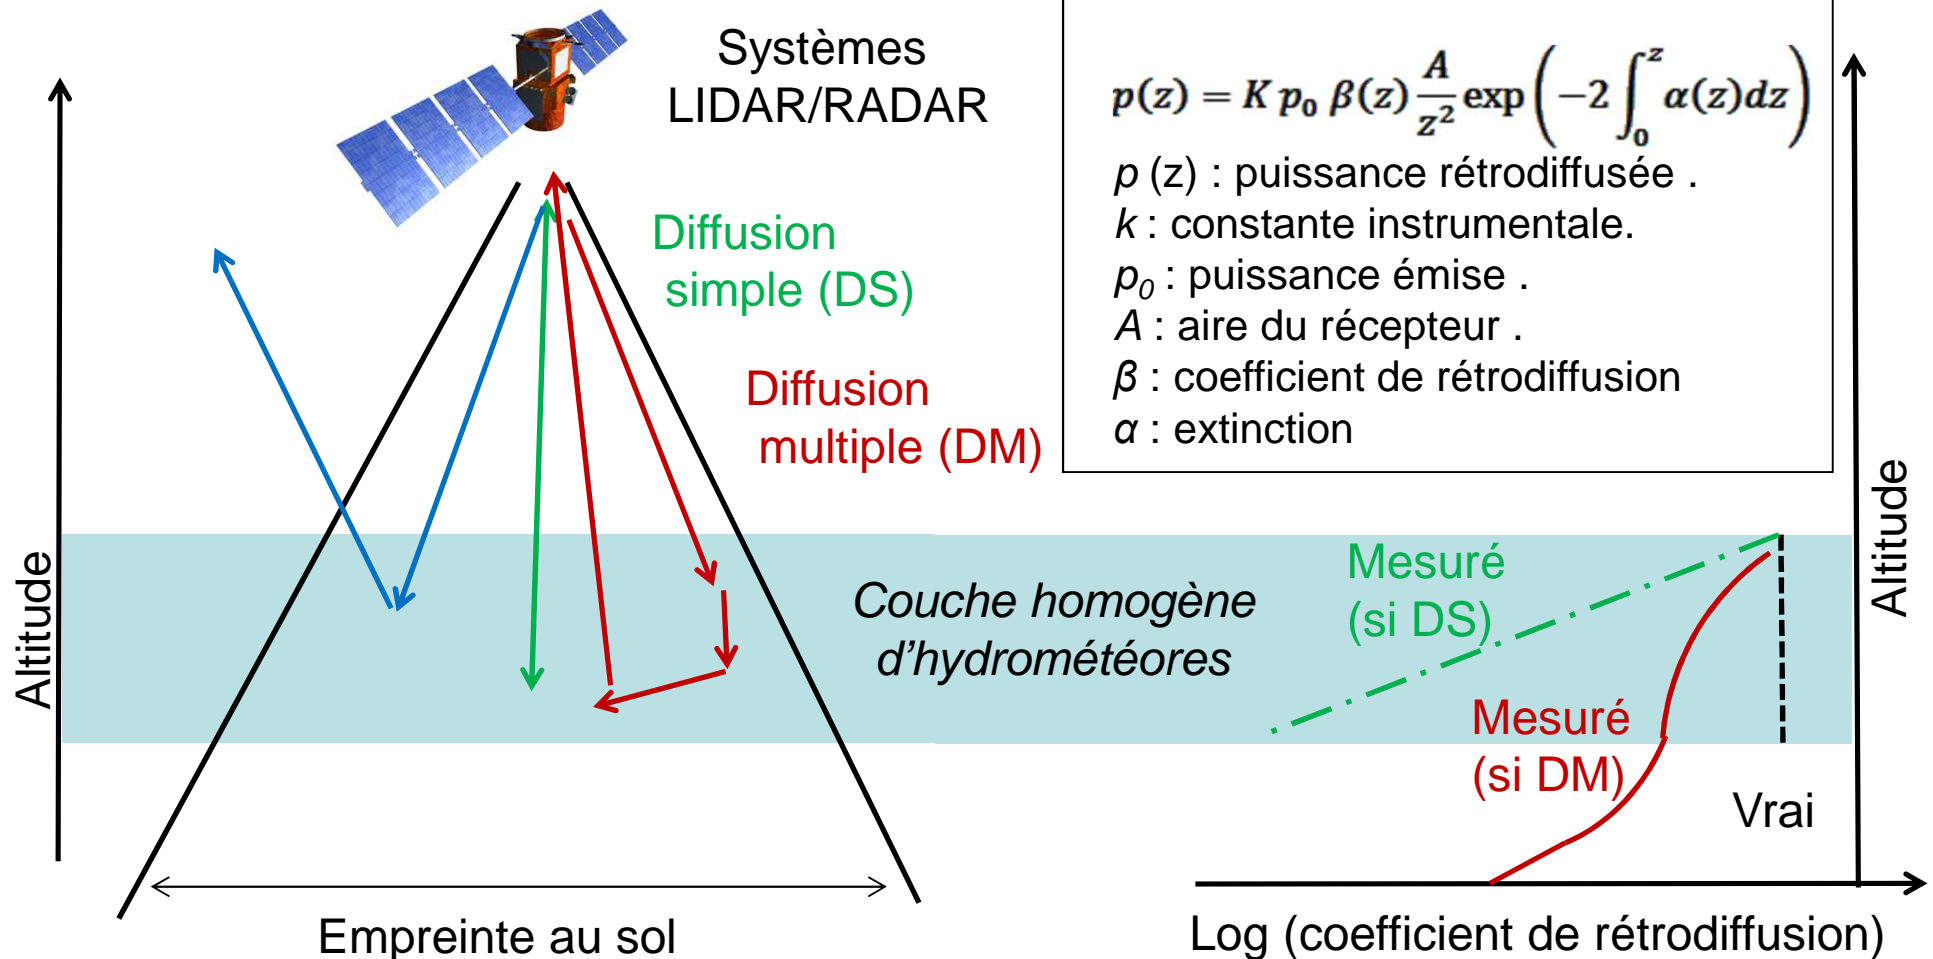 Systèmes
LIDAR/RADAR
Diffusion
simple (DS)
Diffusion
multiple (DM)
Altitude
Couche homogène
d'hydrométéores
Empreinte au sol
p(z) = K p₀ β(z) A/z² exp(−2 ∫₀ᶻ α(z)dz)
p (z) : puissance rétrodiffusée .
k : constante instrumentale.
p₀ : puissance émise .
A : aire du récepteur .
β : coefficient de rétrodiffusion
α : extinction
Altitude
Mesuré
(si DS)
Mesuré
(si DM)
Vrai
Log (coefficient de rétrodiffusion)